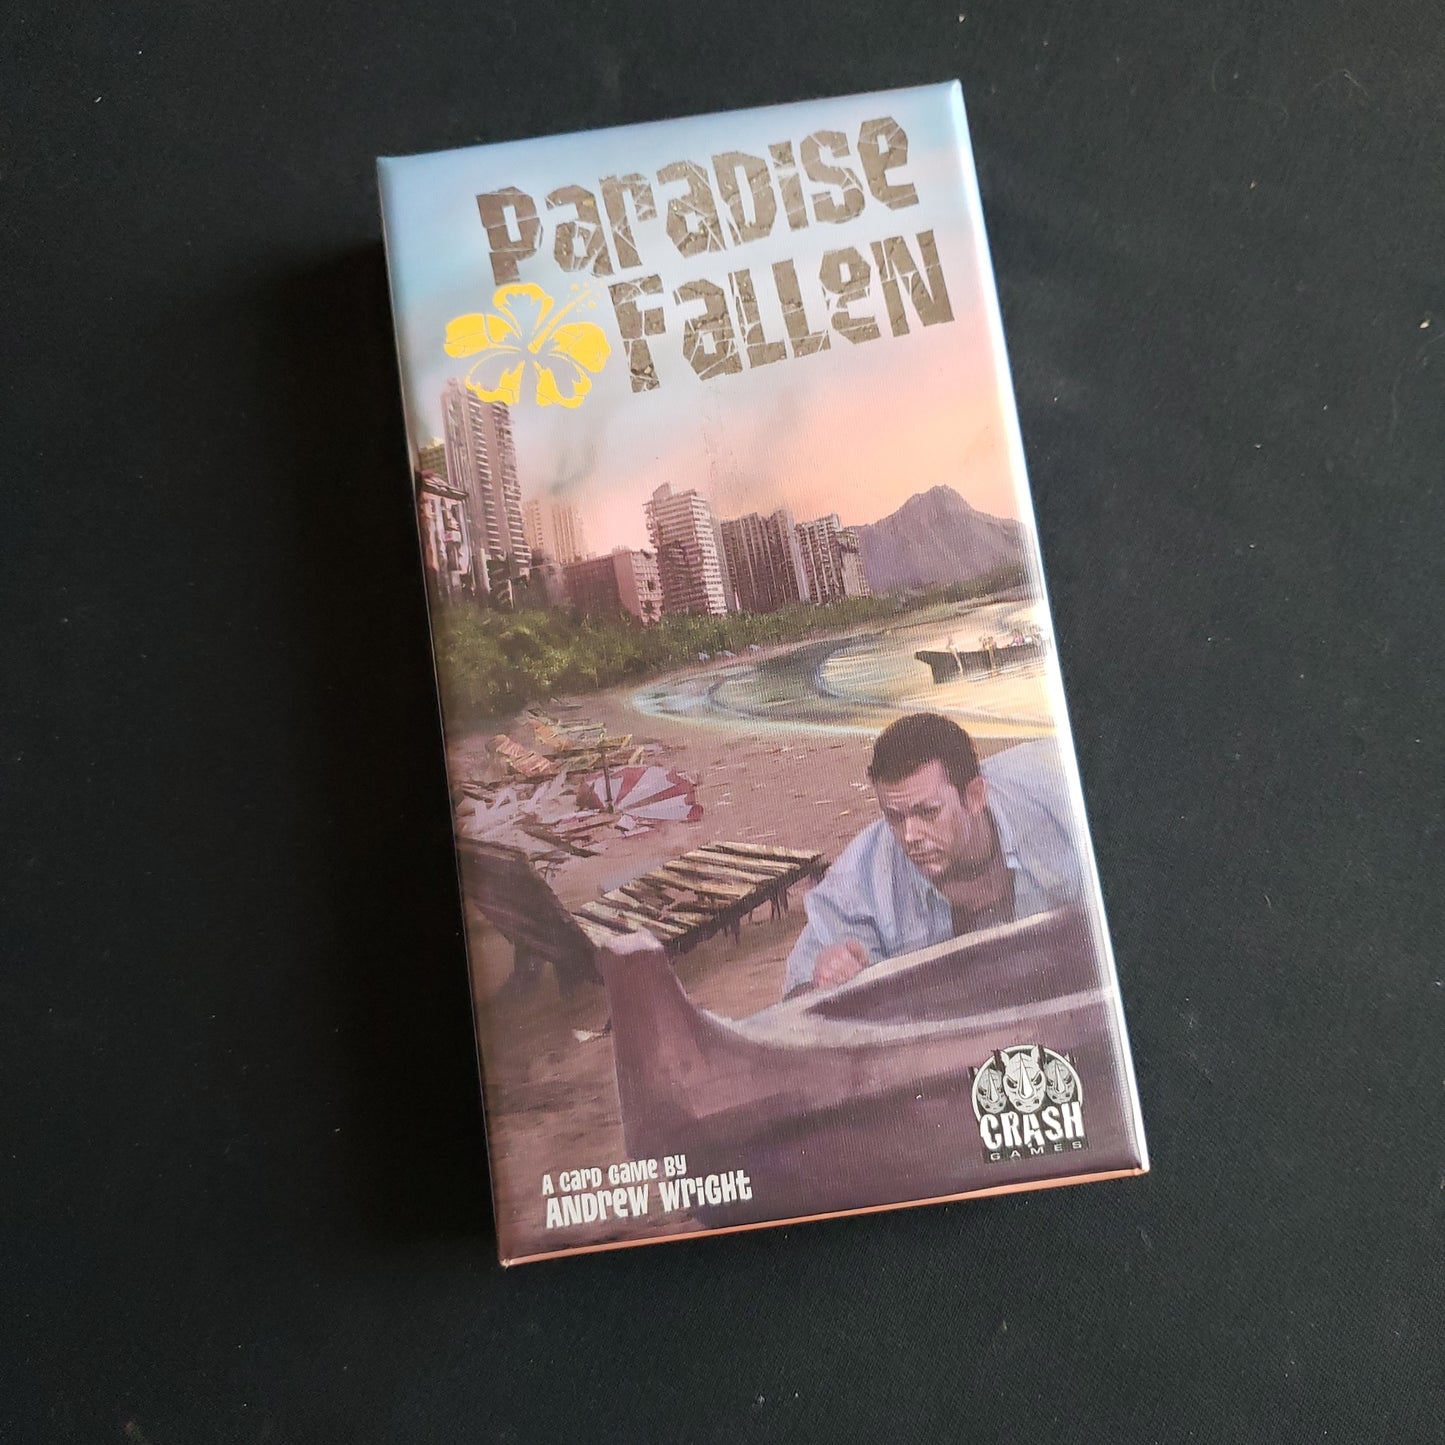 Paradise
Fallen
A card game by
Andrew Wright
CRASH
GAMES